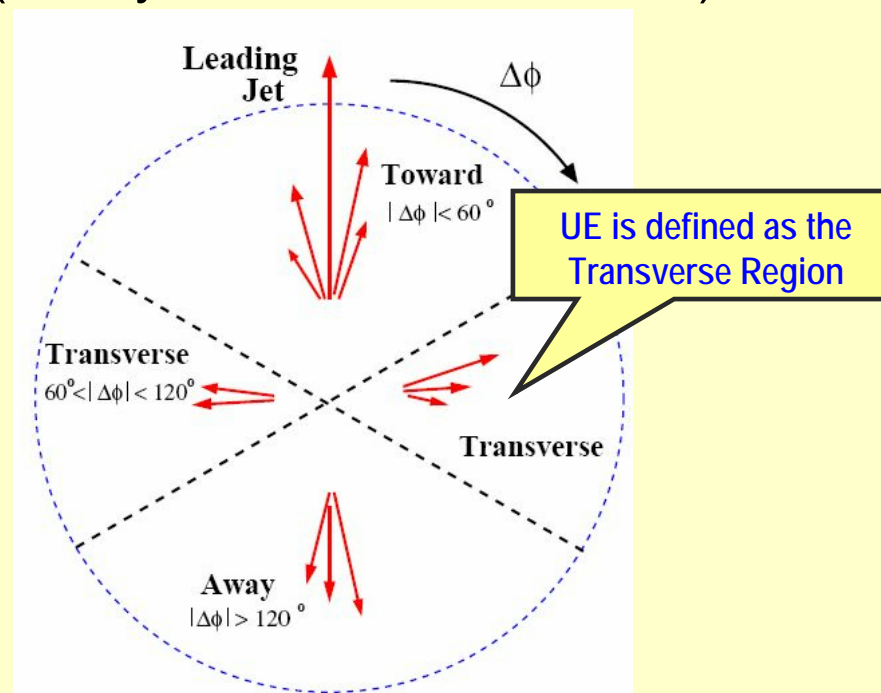 Leading
Jet
Δϕ
Toward
| Δϕ |< 60°
UE is defined as the
Transverse Region
Transverse
60°<| Δϕ|< 120°
Transverse
Away
|Δϕ| > 120°